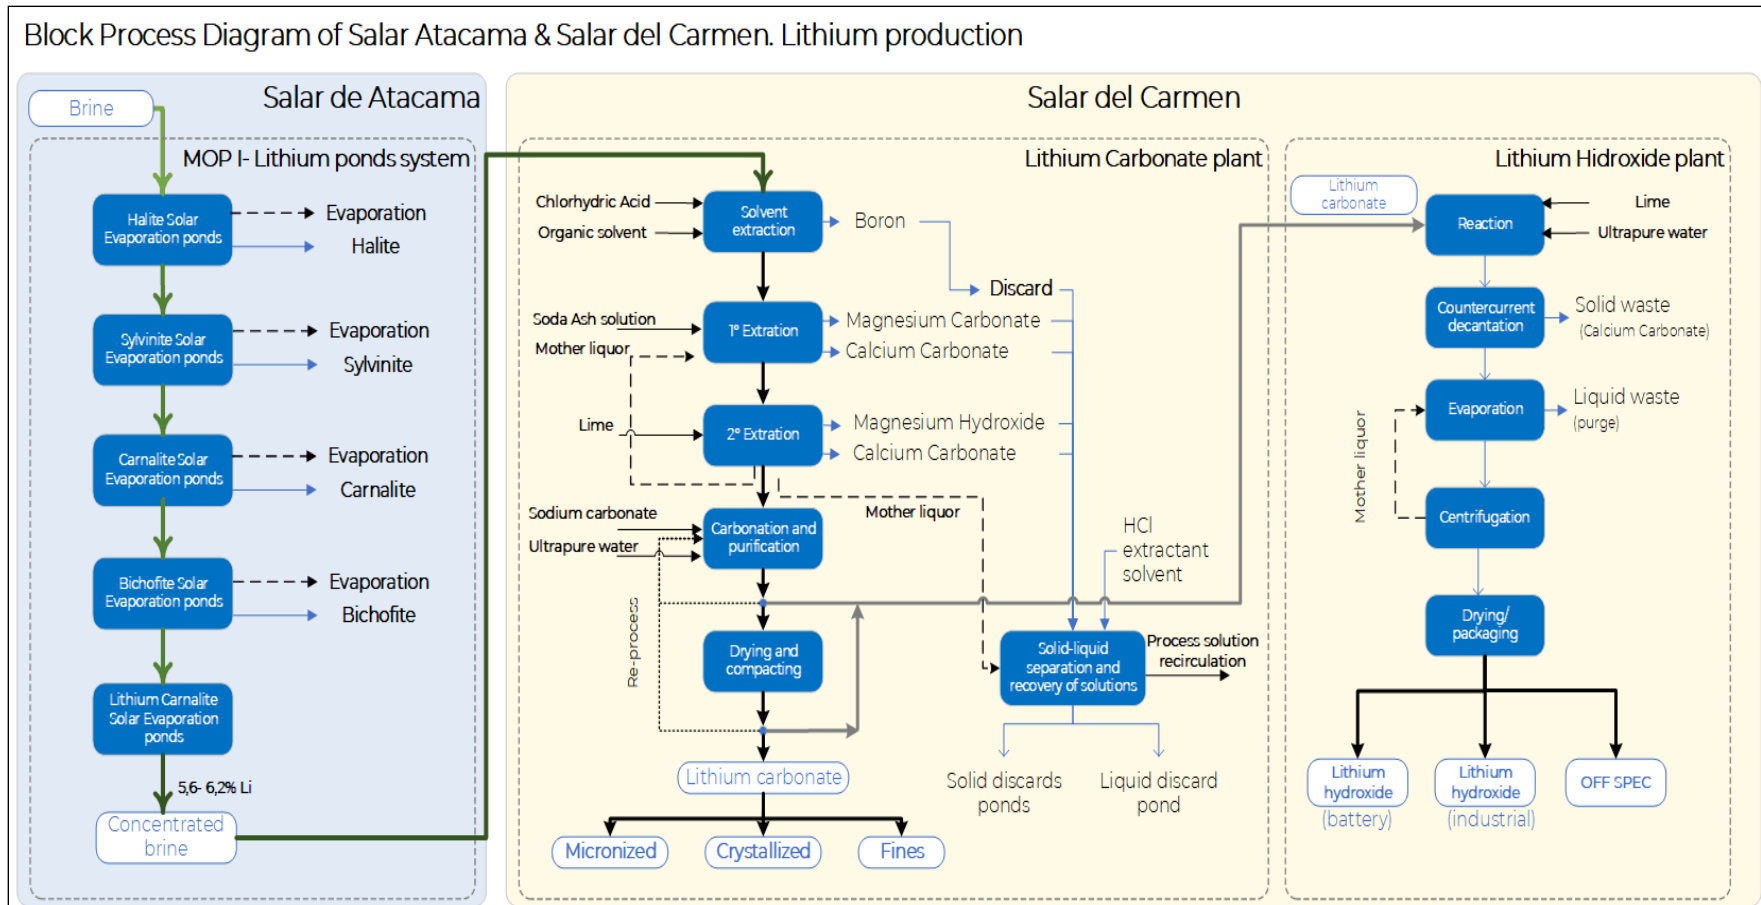 Block Process Diagram of Salar Atacama & Salar del Carmen. Lithium production
Salar de Atacama
Brine
MOP I- Lithium ponds system
Halite Solar
Evaporation ponds
Evaporation
Halite
Sylvinite Solar
Evaporation ponds
Evaporation
Sylvinite
Carnalite Solar
Evaporation ponds
Evaporation
Carnalite
Bichofite Solar
Evaporation ponds
Evaporation
Bichofite
Lithium Carnalite
Solar Evaporation
ponds
5,6- 6,2% Li
Concentrated
brine
Salar del Carmen
Lithium Carbonate plant
Chlorhydric Acid
Organic solvent
Solvent
extraction
Boron
Discard
Soda Ash solution
Mother liquor
1º Extration
Magnesium Carbonate
Calcium Carbonate
Lime
2º Extration
Magnesium Hydroxide
Calcium Carbonate
Mother liquor
Sodium carbonate
Ultrapure water
Carbonation and
purification
HCl
extractant
solvent
Re-process
Drying and
compacting
Solid-liquid
separation and
recovery of solutions
Process solution
recirculation
Lithium carbonate
Solid discards
ponds
Liquid discard
pond
Micronized
Crystallized
Fines
Lithium Hidroxide plant
Lithium
carbonate
Reaction
Lime
Ultrapure water
Countercurrent
decantation
Solid waste
(Calcium Carbonate)
Evaporation
Liquid waste
(purge)
Mother liquor
Centrifugation
Drying/
packaging
Lithium
hydroxide
(battery)
Lithium
hydroxide
(industrial)
OFF SPEC